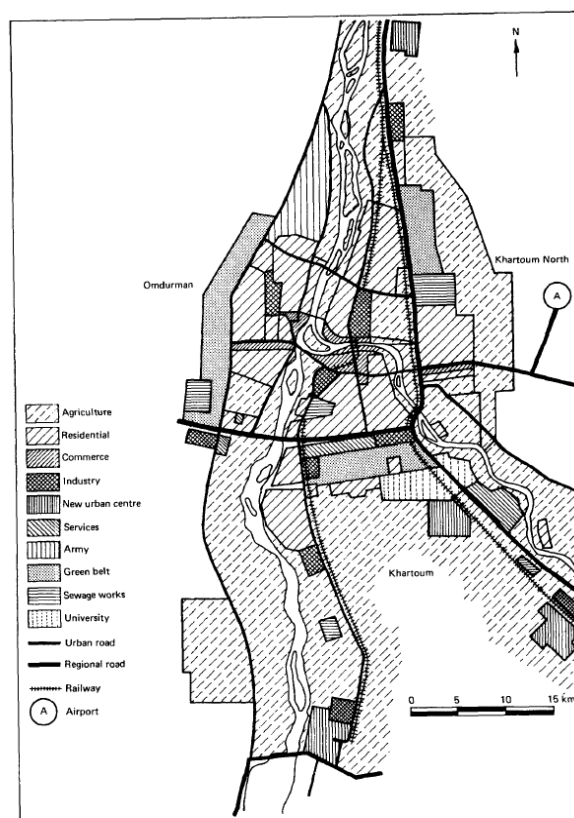 N
Khartoum North
A
Omdurman
Agriculture
Residential
Commerce
Industry
New urban centre
Services
Army
Green belt
Sewage works
University
Urban road
Regional road
Railway
A Airport
Khartoum
0 5 10 15 km